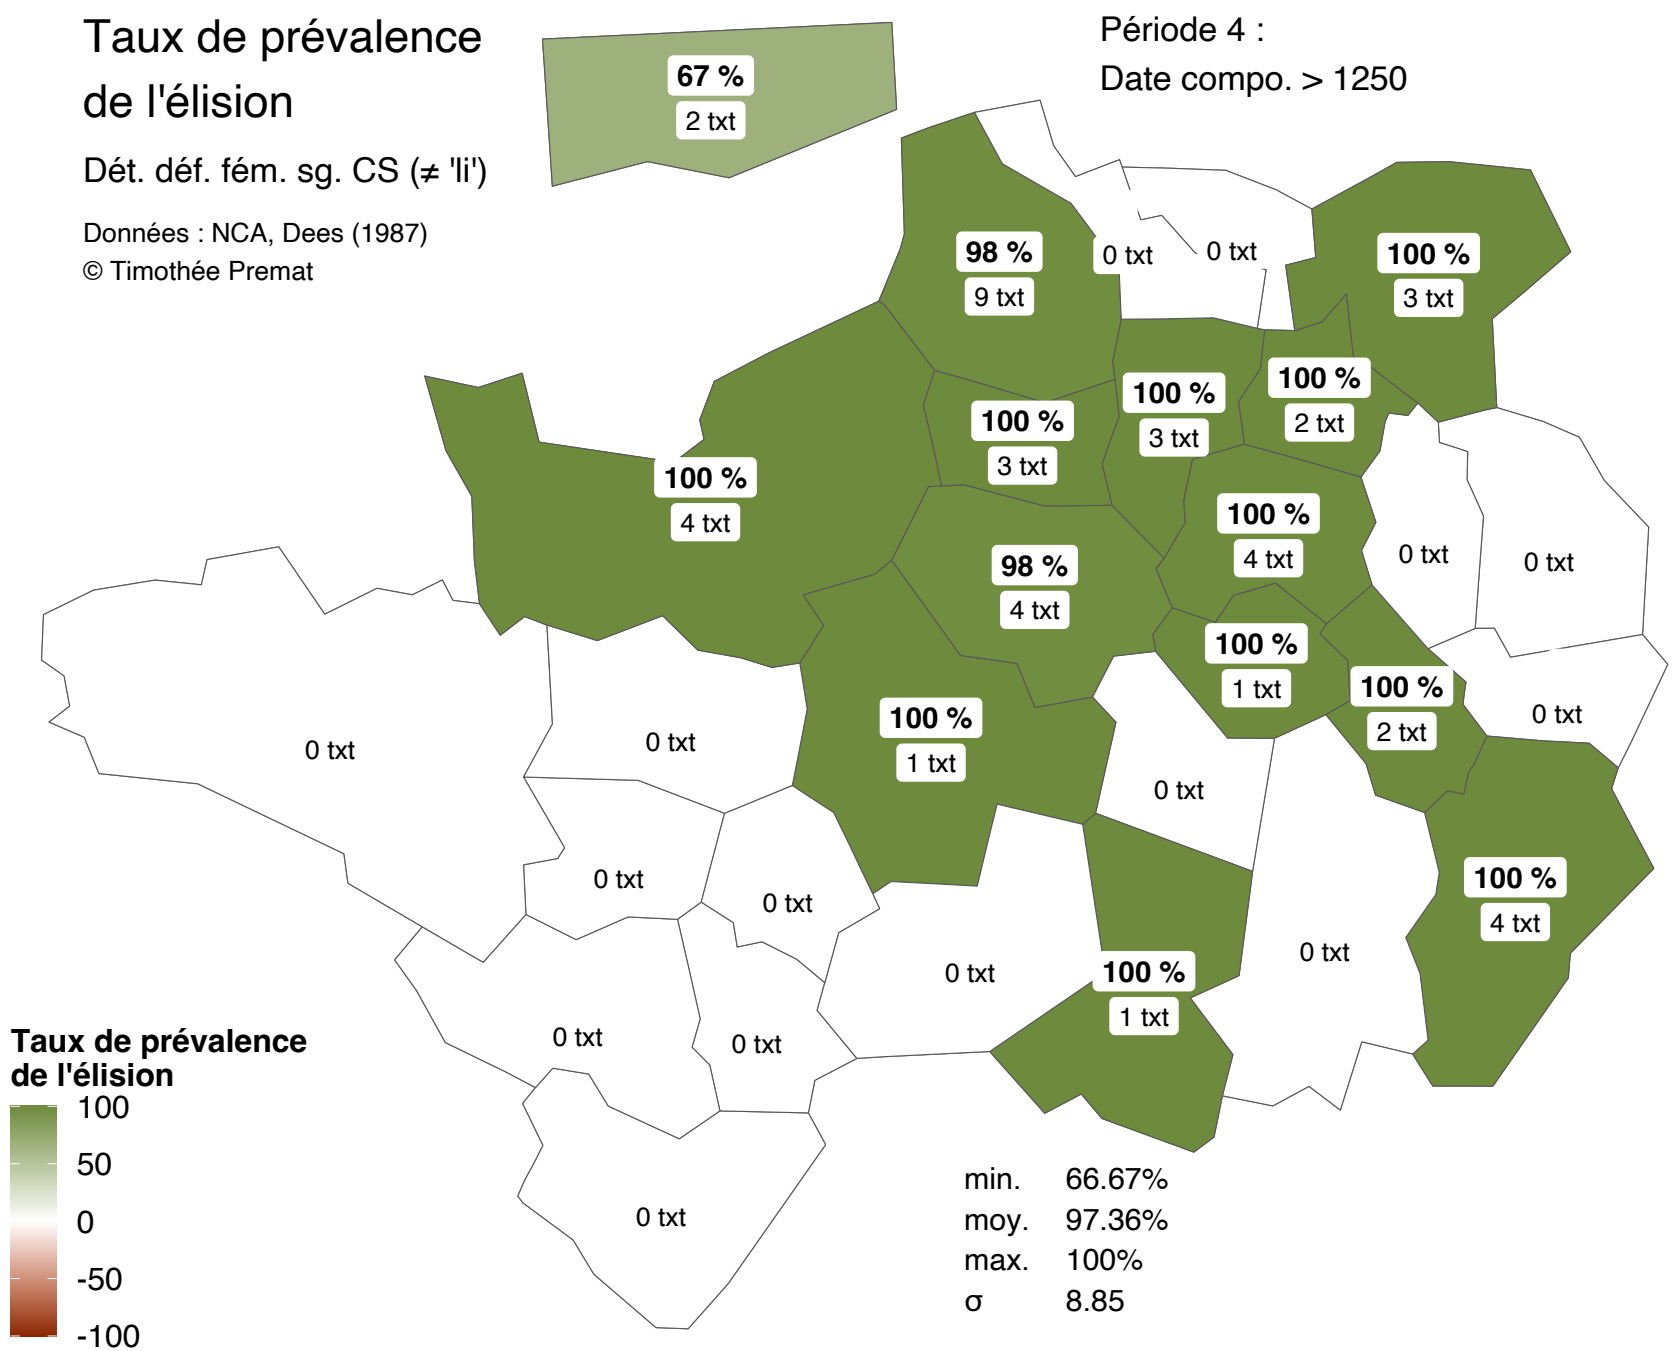 Taux de prévalence
de l'élision
Dét. déf. fém. sg. CS (≠ 'li')
Données : NCA, Dees (1987)
© Timothée Premat
Période 4 :
Date compo. > 1250
67 %
2 txt
98 %
9 txt
0 txt
0 txt
100 %
3 txt
100 %
3 txt
100 %
3 txt
100 %
2 txt
100 %
4 txt
100 %
4 txt
98 %
4 txt
0 txt
0 txt
100 %
1 txt
100 %
2 txt
0 txt
0 txt
0 txt
100 %
1 txt
0 txt
0 txt
0 txt
100 %
4 txt
0 txt
100 %
1 txt
0 txt
0 txt
0 txt
0 txt
Taux de prévalence
de l'élision
100
50
0
-50
-100
min. 66.67%
moy. 97.36%
max. 100%
σ 8.85